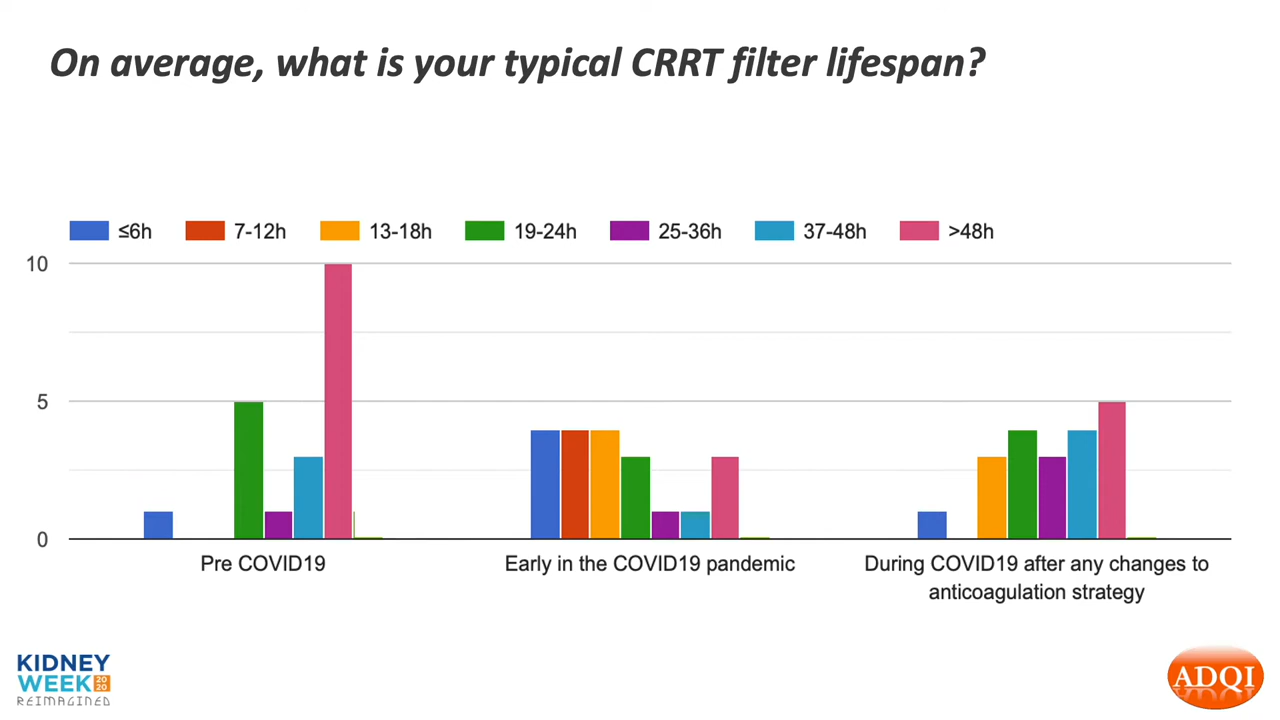 On average, what is your typical CRRT filter lifespan?
≤6h
7-12h
13-18h
19-24h
25-36h
37-48h
>48h
10
5
0
Pre COVID19
Early in the COVID19 pandemic
During COVID19 after any changes to
anticoagulation strategy
KIDNEY
WEEK 2020
REIMAGINED
ADQI